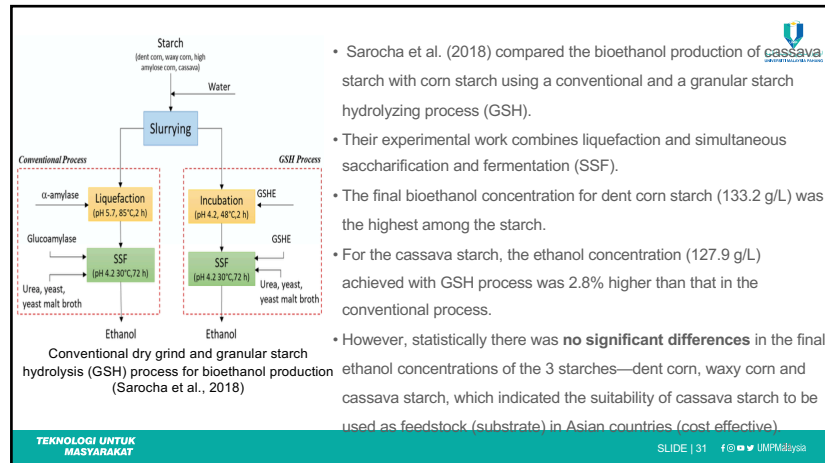 Starch
(dent corn, waxy corn, high
amylose corn, cassava)
Water
Slurrying
Conventional Process
GSH Process
α-amylase
Liquefaction
(pH 5.7, 85°C,2 h)
Incubation
(pH 4.2, 48°C,2 h)
GSHE
Glucoamylase
SSF
(pH 4.2 30°C,72 h)
GSHE
SSF
(pH 4.2 30°C,72 h)
Urea, yeast,
yeast malt broth
Urea, yeast,
yeast malt broth
Ethanol
Ethanol
Conventional dry grind and granular starch
hydrolysis (GSH) process for bioethanol production
(Sarocha et al., 2018)
UNIVERSITI MALAYSIA PAHANG
• Sarocha et al. (2018) compared the bioethanol production of cassava
starch with corn starch using a conventional and a granular starch
hydrolyzing process (GSH).
• Their experimental work combines liquefaction and simultaneous
saccharification and fermentation (SSF).
• The final bioethanol concentration for dent corn starch (133.2 g/L) was
the highest among the starch.
• For the cassava starch, the ethanol concentration (127.9 g/L)
achieved with GSH process was 2.8% higher than that in the
conventional process.
• However, statistically there was no significant differences in the final
ethanol concentrations of the 3 starches—dent corn, waxy corn and
cassava starch, which indicated the suitability of cassava starch to be
used as feedstock (substrate) in Asian countries (cost effective).
TEKNOLOGI UNTUK
MASYARAKAT
SLIDE | 31
UMPMalaysia